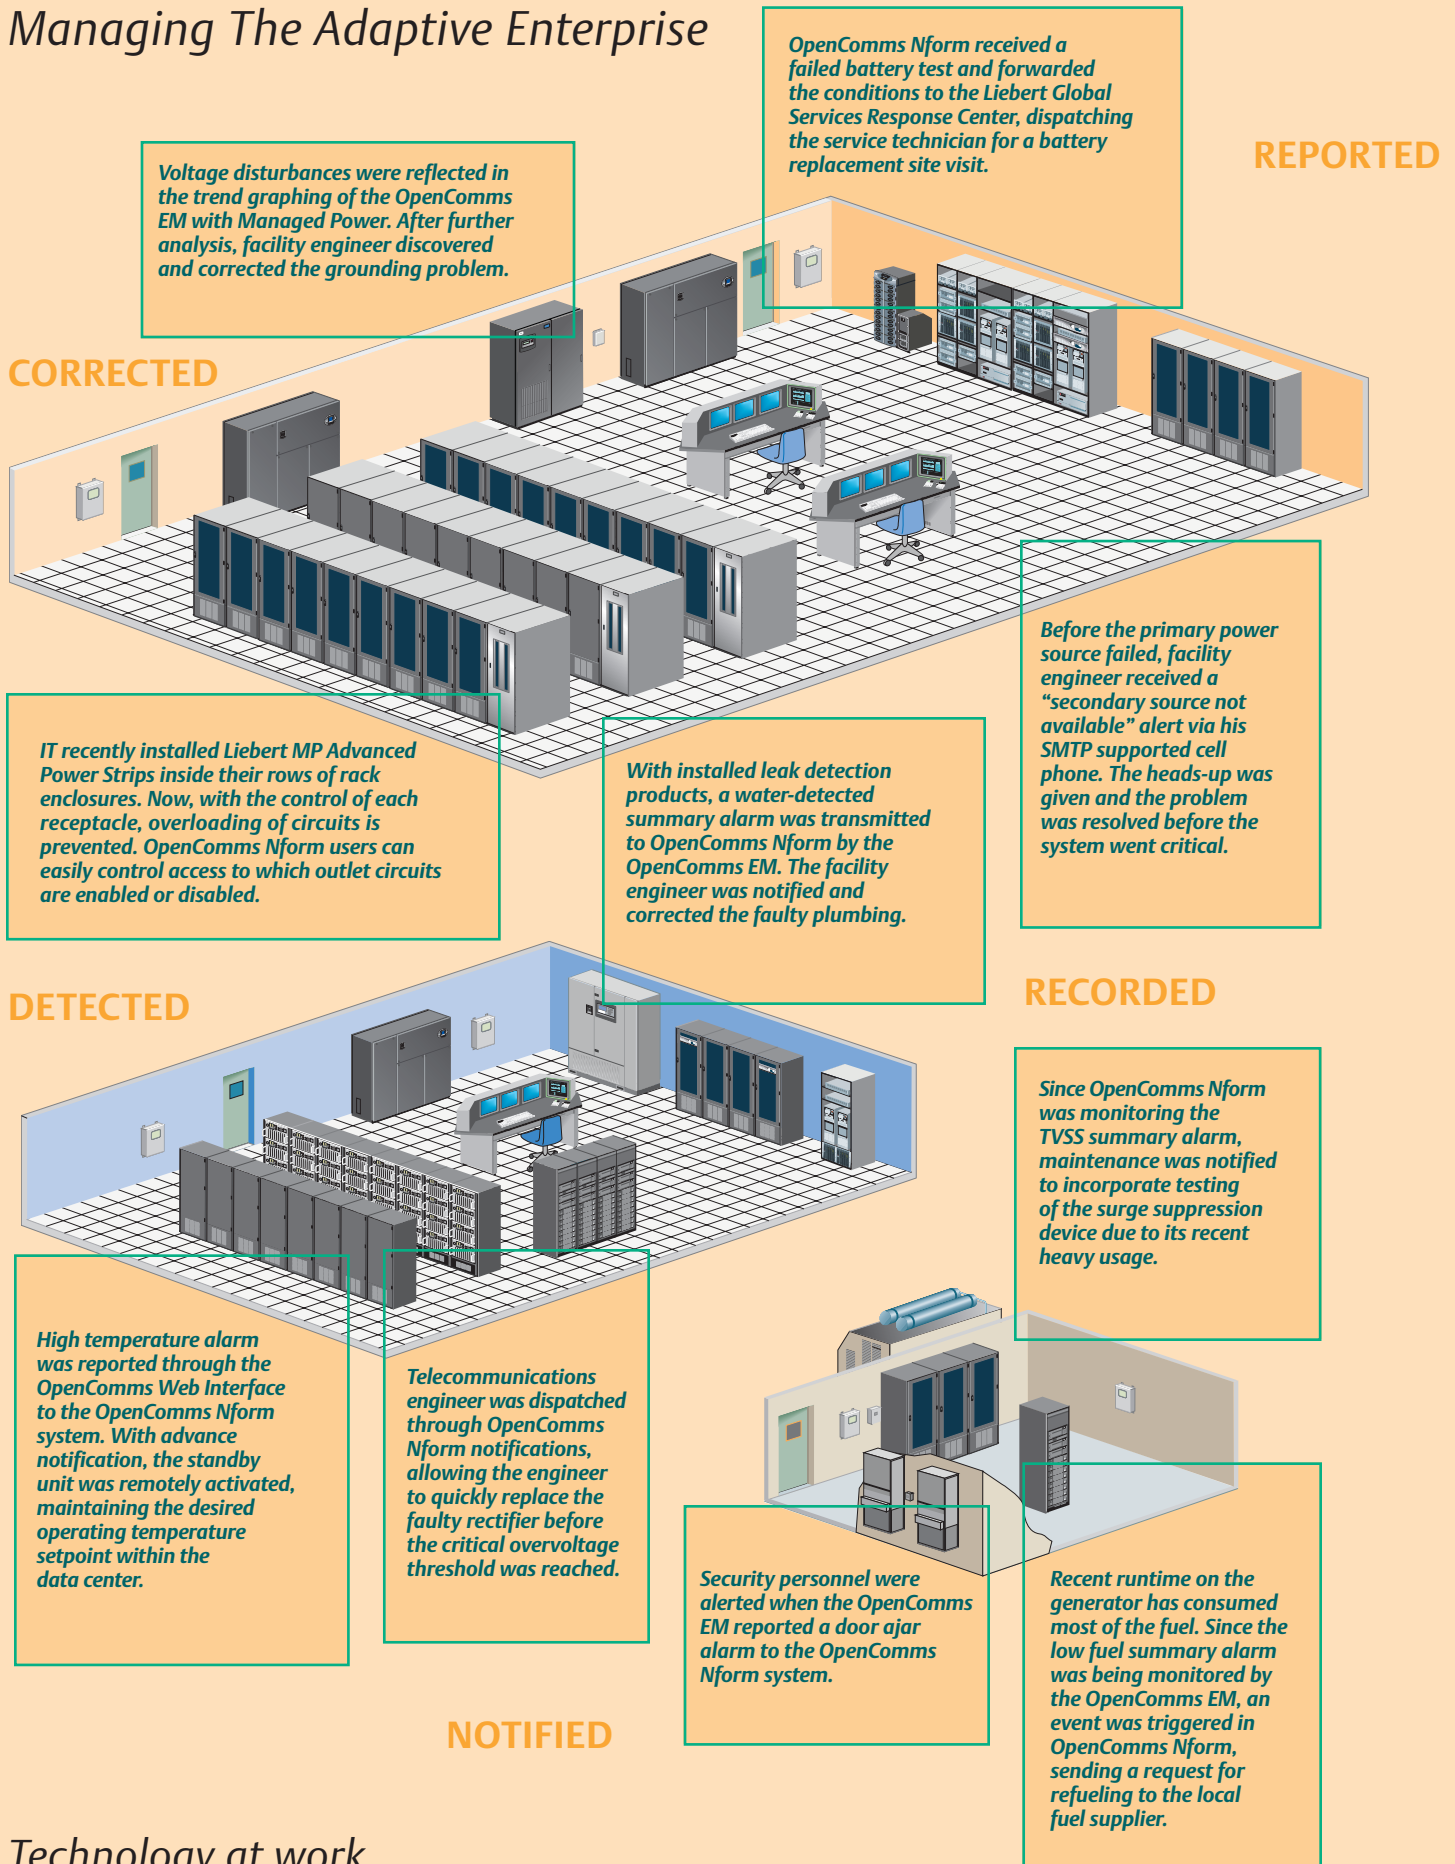 Managing The Adaptive Enterprise
OpenComms Nform received a
failed battery test and forwarded
the conditions to the Liebert Global
Services Response Center, dispatching
the service technician for a battery
replacement site visit.
REPORTED
Voltage disturbances were reflected in
the trend graphing of the OpenComms
EM with Managed Power. After further
analysis, facility engineer discovered
and corrected the grounding problem.
CORRECTED
Before the primary power
source failed, facility
engineer received a
“secondary source not
available” alert via his
SMTP supported cell
phone. The heads-up was
given and the problem
was resolved before the
system went critical.
IT recently installed Liebert MP Advanced
Power Strips inside their rows of rack
enclosures. Now, with the control of each
receptacle, overloading of circuits is
prevented. OpenComms Nform users can
easily control access to which outlet circuits
are enabled or disabled.
With installed leak detection
products, a water-detected
summary alarm was transmitted
to OpenComms Nform by the
OpenComms EM. The facility
engineer was notified and
corrected the faulty plumbing.
DETECTED
RECORDED
Since OpenComms Nform
was monitoring the
TVSS summary alarm,
maintenance was notified
to incorporate testing
of the surge suppression
device due to its recent
heavy usage.
High temperature alarm
was reported through the
OpenComms Web Interface
to the OpenComms Nform
system. With advance
notification, the standby
unit was remotely activated,
maintaining the desired
operating temperature
setpoint within the
data center.
Telecommunications
engineer was dispatched
through OpenComms
Nform notifications,
allowing the engineer
to quickly replace the
faulty rectifier before
the critical overvoltage
threshold was reached.
Security personnel were
alerted when the OpenComms
EM reported a door ajar
alarm to the OpenComms
Nform system.
Recent runtime on the
generator has consumed
most of the fuel. Since the
low fuel summary alarm
was being monitored by
the OpenComms EM, an
event was triggered in
OpenComms Nform,
sending a request for
refueling to the local
fuel supplier.
NOTIFIED
Technology at work